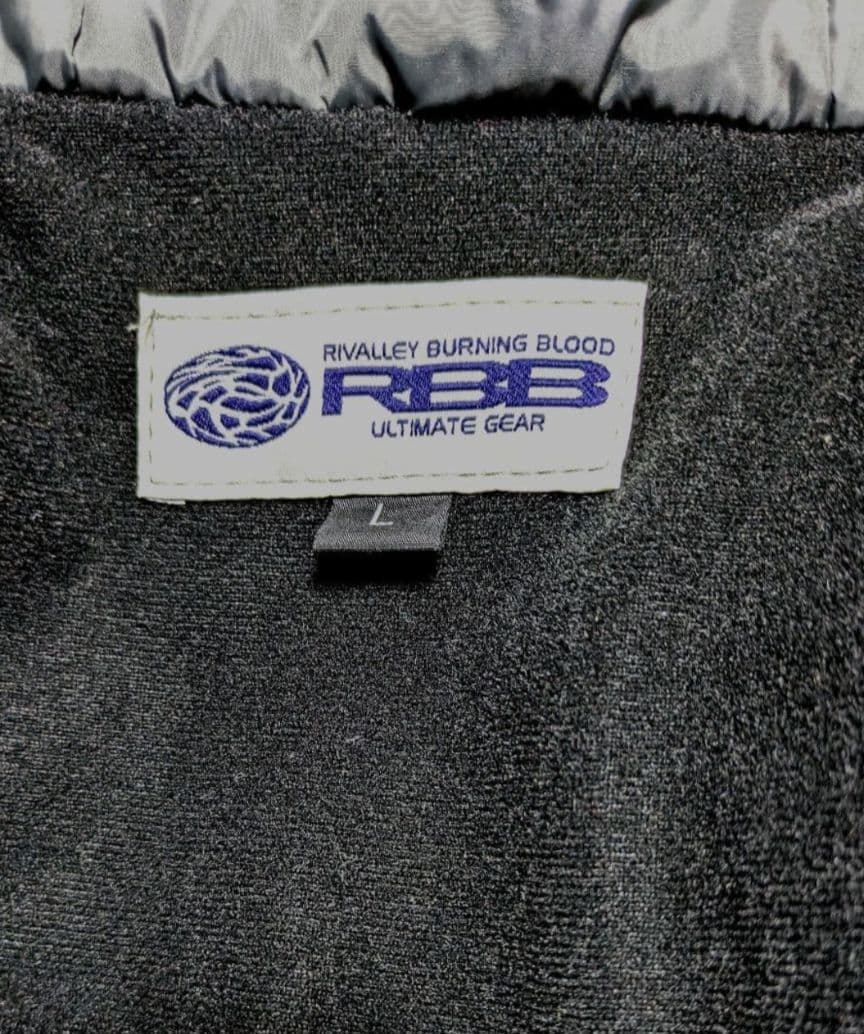 RIVALLEY BURNING BLOOD
RBB
ULTIMATE GEAR
L